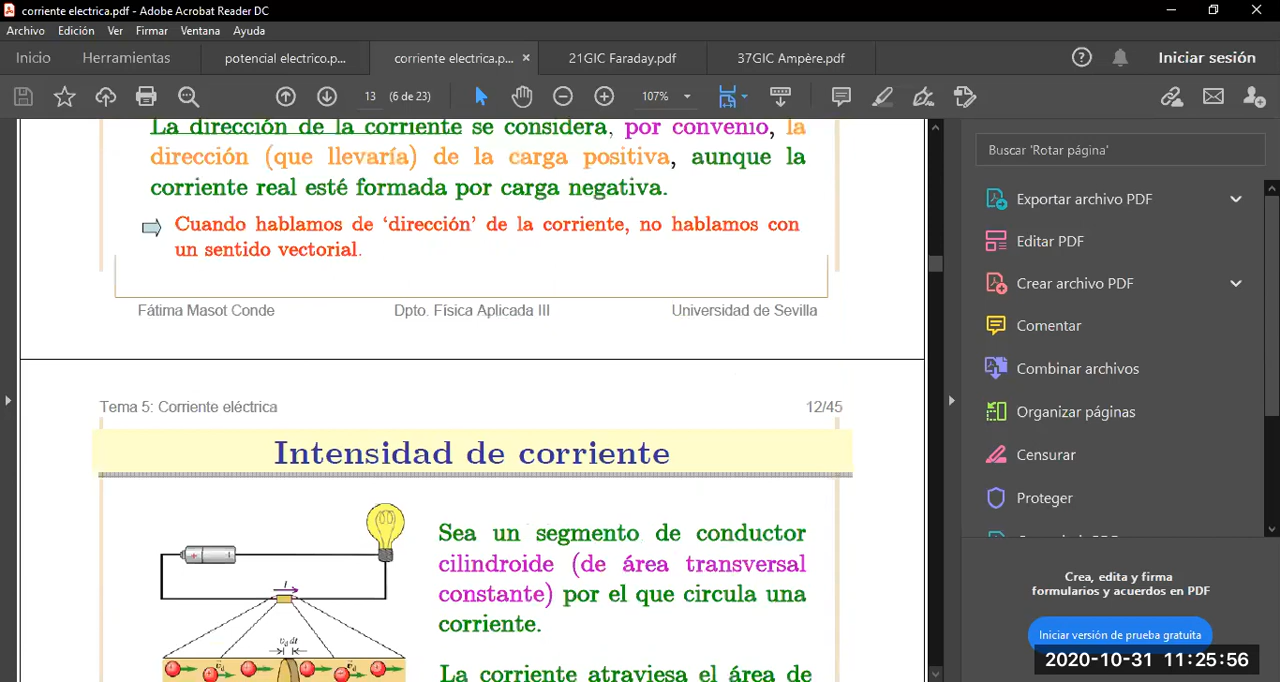 corriente electrica.pdf - Adobe Acrobat Reader DC
Archivo Edición Ver Firmar Ventana Ayuda
Inicio Herramientas potencial electrico.p... corriente electrica.p... × 21GIC Faraday.pdf 37GIC Ampère.pdf Iniciar sesión
13 (6 de 23) 107%
La dirección de la corriente se considera, por convenio, la
dirección (que llevaría) de la carga positiva, aunque la
corriente real esté formada por carga negativa.
Cuando hablamos de ‘dirección’ de la corriente, no hablamos con
un sentido vectorial.
Fátima Masot Conde Dpto. Física Aplicada III Universidad de Sevilla
Tema 5: Corriente eléctrica 12/45
Intensidad de corriente
Sea un segmento de conductor
cilindroide (de área transversal
constante) por el que circula una
corriente.
La corriente atraviesa el área de
I
v_d dt
Buscar 'Rotar página'
Exportar archivo PDF
Editar PDF
Crear archivo PDF
Comentar
Combinar archivos
Organizar páginas
Censurar
Proteger
Crea, edita y firma
formularios y acuerdos en PDF
Iniciar versión de prueba gratuita
2020-10-31 11:25:56